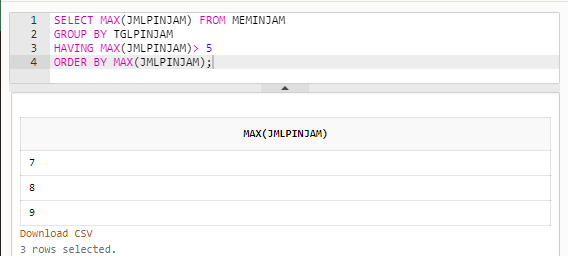 1 SELECT MAX(JMLPINJAM) FROM MEMINJAM
2 GROUP BY TGLPINJAM
3 HAVING MAX(JMLPINJAM)> 5
4 ORDER BY MAX(JMLPINJAM);
MAX(JMLPINJAM)
7
8
9
Download CSV
3 rows selected.